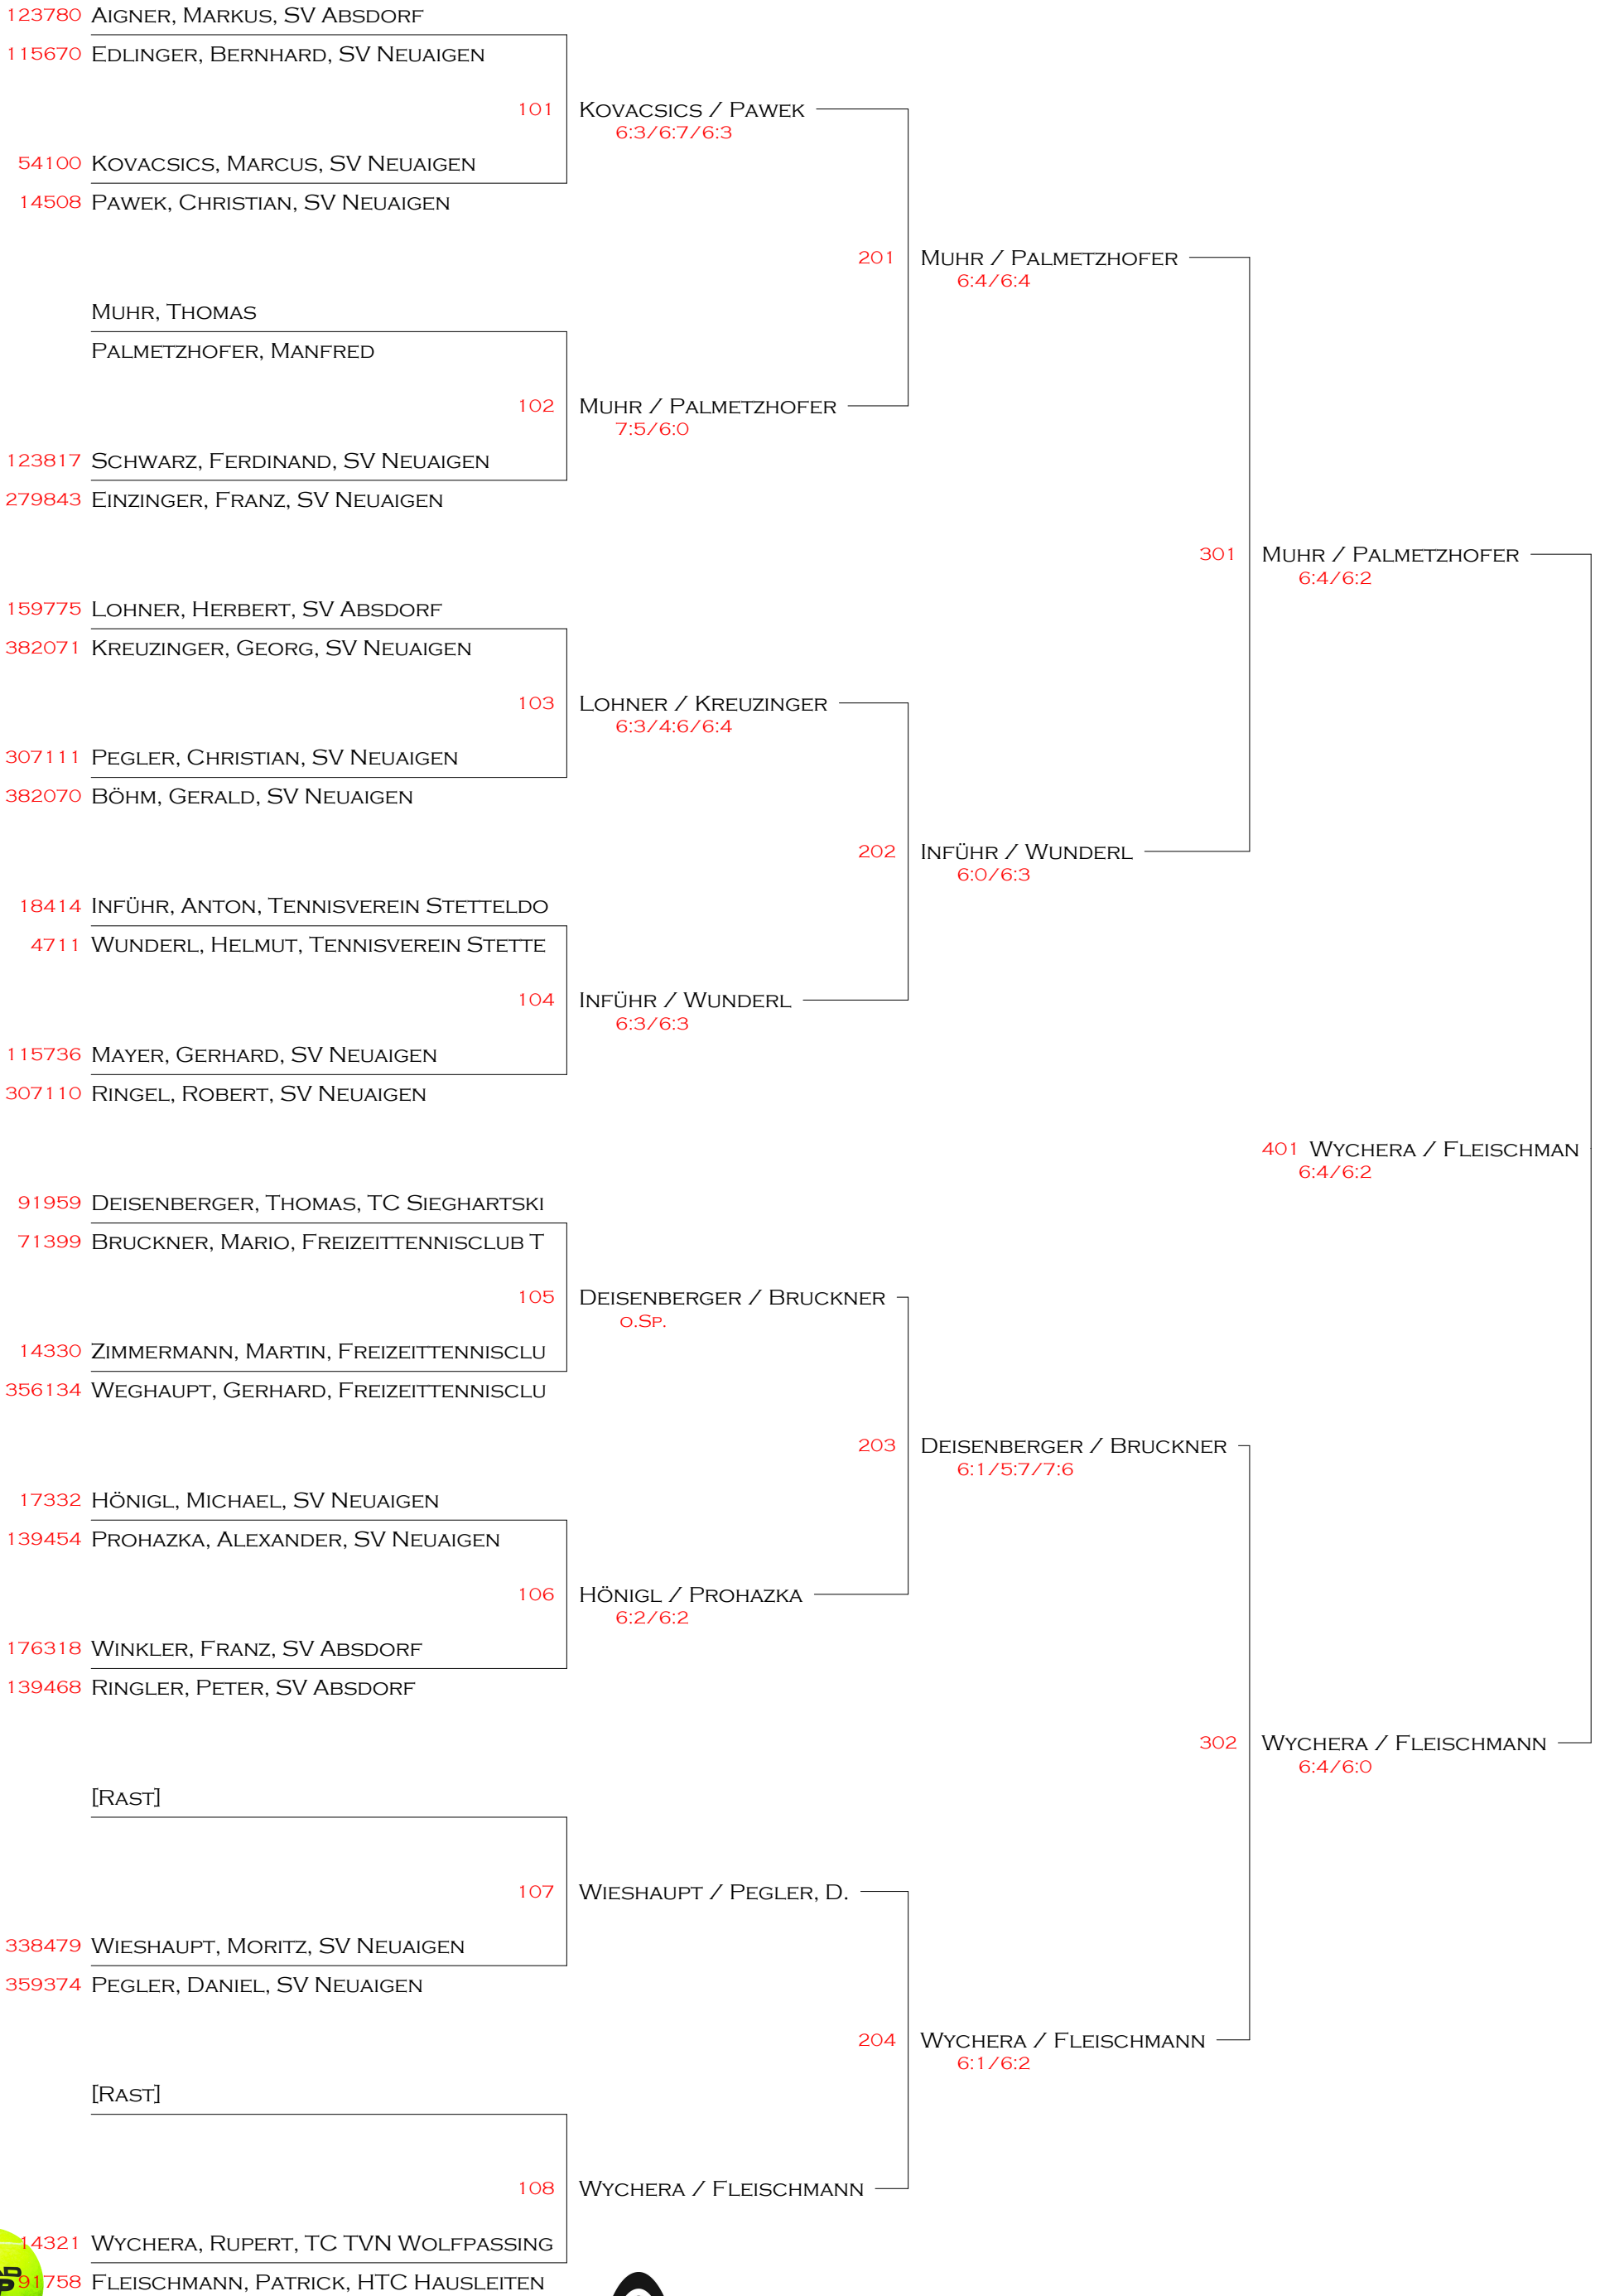 123780 Aigner, Markus, SV Absdorf
115670 Edlinger, Bernhard, SV Neuaigen
101 Kovacsics / Pawek
6:3/6:7/6:3
54100 Kovacsics, Marcus, SV Neuaigen
14508 Pawek, Christian, SV Neuaigen
201 Muhr / Palmetzhofer
6:4/6:4
Muhr, Thomas
Palmetzhofer, Manfred
102 Muhr / Palmetzhofer
7:5/6:0
123817 Schwarz, Ferdinand, SV Neuaigen
279843 Einzinger, Franz, SV Neuaigen
301 Muhr / Palmetzhofer
6:4/6:2
159775 Lohner, Herbert, SV Absdorf
382071 Kreuzinger, Georg, SV Neuaigen
103 Lohner / Kreuzinger
6:3/4:6/6:4
307111 Pegler, Christian, SV Neuaigen
382070 Böhm, Gerald, SV Neuaigen
202 Inführ / Wunderl
6:0/6:3
18414 Inführ, Anton, Tennisverein Stetteldo
4711 Wunderl, Helmut, Tennisverein Stette
104 Inführ / Wunderl
6:3/6:3
115736 Mayer, Gerhard, SV Neuaigen
307110 Ringel, Robert, SV Neuaigen
401 Wychera / Fleischman
6:4/6:2
91959 Deisenberger, Thomas, TC Sieghartski
71399 Bruckner, Mario, Freizeittennisclub T
105 Deisenberger / Bruckner
o.Sp.
14330 Zimmermann, Martin, Freizeittennisclu
356134 Weghaupt, Gerhard, Freizeittennisclu
203 Deisenberger / Bruckner
6:1/5:7/7:6
17332 Hönigl, Michael, SV Neuaigen
139454 Prohazka, Alexander, SV Neuaigen
106 Hönigl / Prohazka
6:2/6:2
176318 Winkler, Franz, SV Absdorf
139468 Ringler, Peter, SV Absdorf
302 Wychera / Fleischmann
6:4/6:0
[Rast]
107 Wieshaupt / Pegler, D.
338479 Wieshaupt, Moritz, SV Neuaigen
359374 Pegler, Daniel, SV Neuaigen
204 Wychera / Fleischmann
6:1/6:2
[Rast]
108 Wychera / Fleischmann
14321 Wychera, Rupert, TC TVN Wolfpassing
91758 Fleischmann, Patrick, HTC Hausleiten